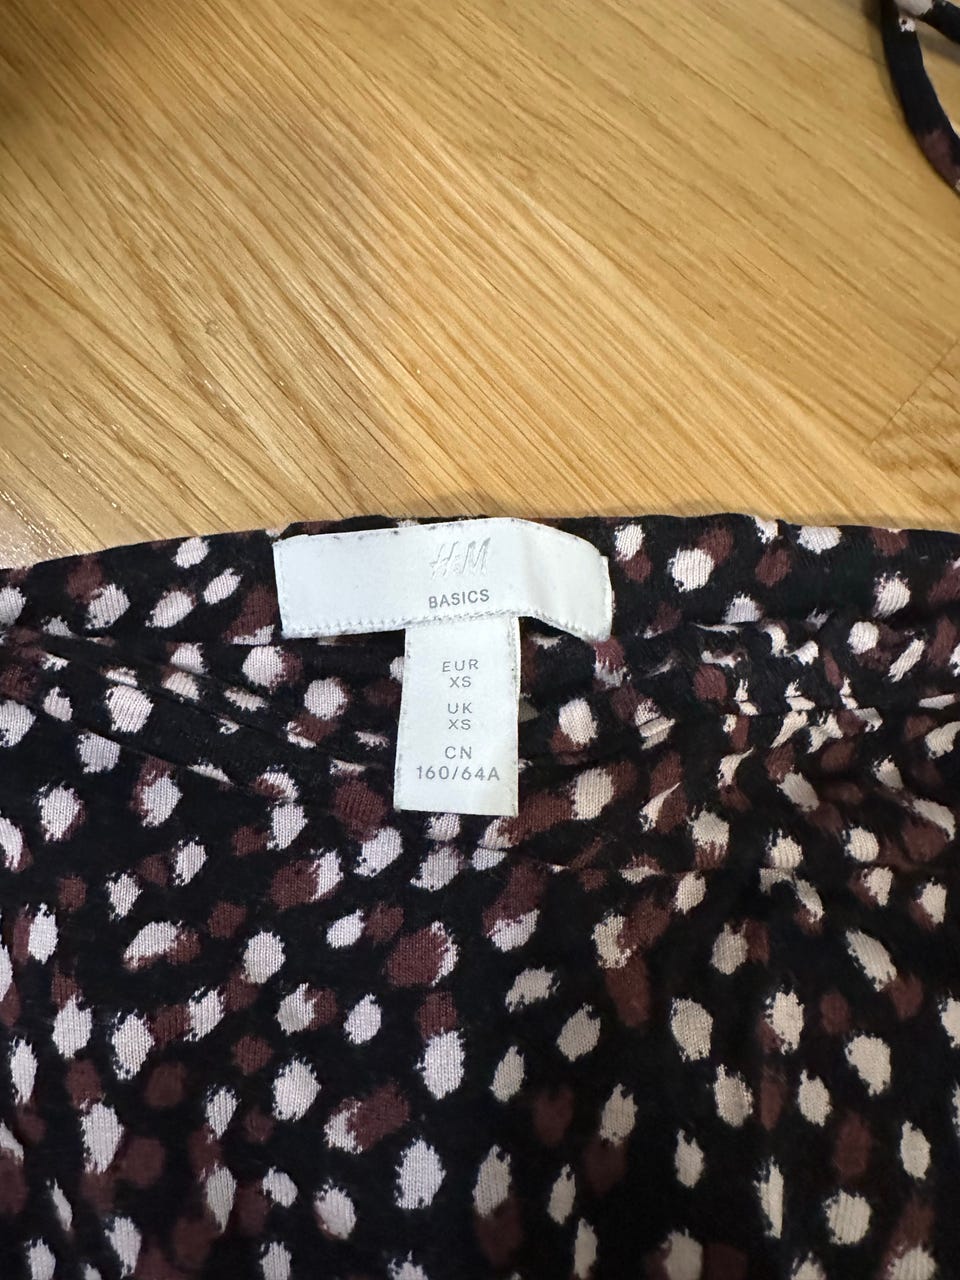 H&M
BASICS
EUR
XS
UK
XS
CN
160/64A